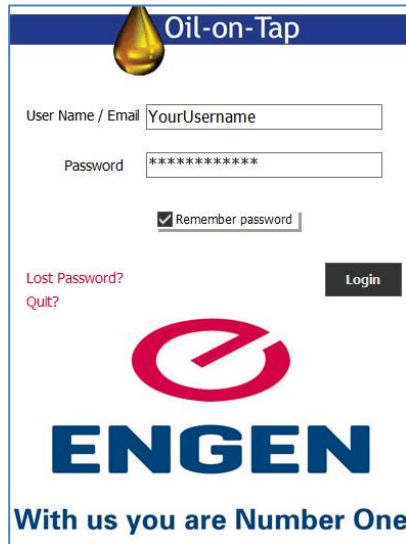 Oil-on-Tap
User Name / Email YourUsername
Password ************
Remember password
Lost Password? Login
Quit?
ENGEN
With us you are Number One